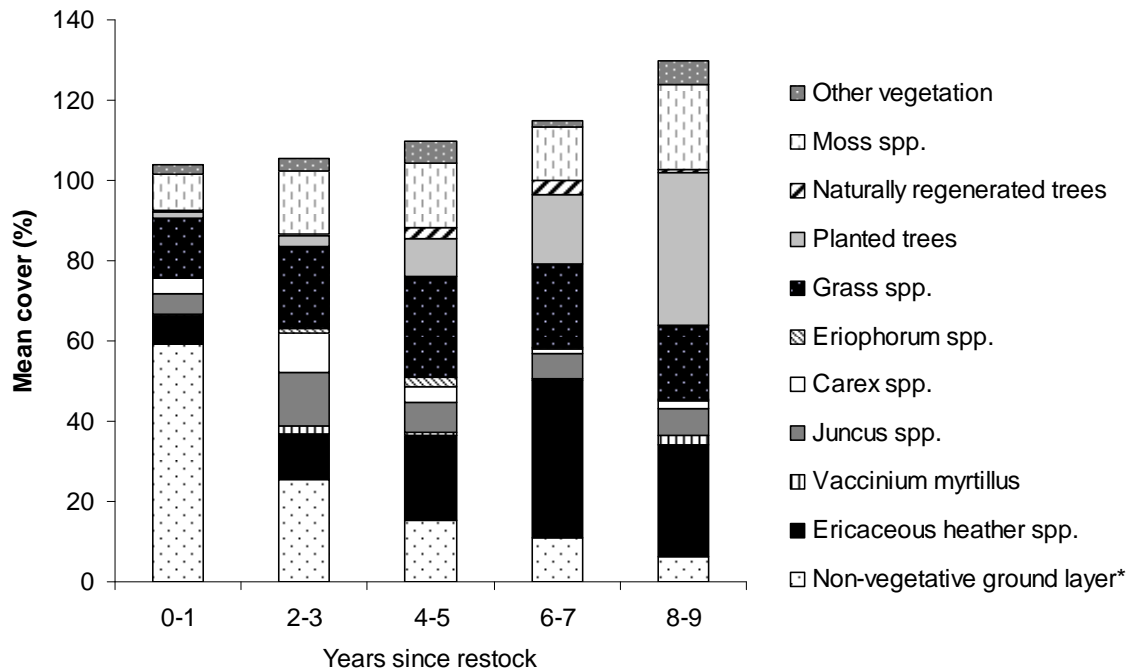 140
120
100
80
60
40
20
0
Mean cover (%)
0-1
2-3
4-5
6-7
8-9
Years since restock
Other vegetation
Moss spp.
Naturally regenerated trees
Planted trees
Grass spp.
Eriophorum spp.
Carex spp.
Juncus spp.
Vaccinium myrtillus
Ericaceous heather spp.
Non-vegetative ground layer*